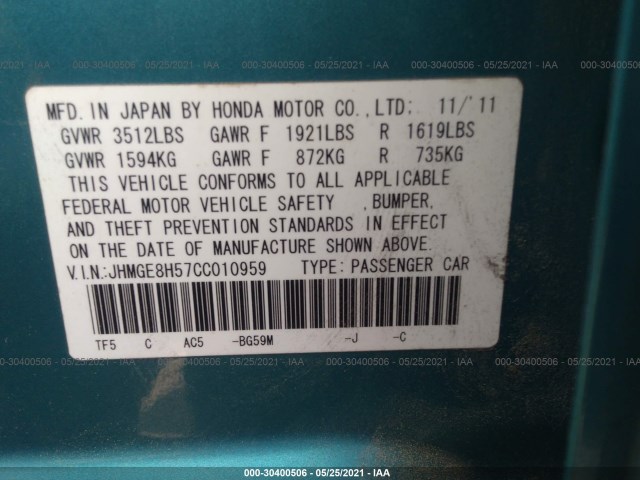 000-30400506 - 05/25/2021 - IAA 000-30400506 - 05/25/2021 - IAA 000-30400506 - 05/25/2021 - IAA
MFD. IN JAPAN BY HONDA MOTOR CO., LTD: 11/'11
GVWR 3512LBS GAWR F 1921LBS R 1619LBS
GVWR 1594KG GAWR F 872KG R 735KG
THIS VEHICLE CONFORMS TO ALL APPLICABLE
FEDERAL MOTOR VEHICLE SAFETY ,BUMPER,
AND THEFT PREVENTION STANDARDS IN EFFECT
ON THE DATE OF MANUFACTURE SHOWN ABOVE.
V.I.N.:JHMGE8H57CC010959 TYPE: PASSENGER CAR
TF5 C AC5 -BG59M -J -C
000-30400506 - 05/25/2021 - IAA 000-30400506 - 05/25/2021 - IAA 000-30400506 - 05/25/2021 - IAA
000-30400506 - 05/25/2021 - IAA